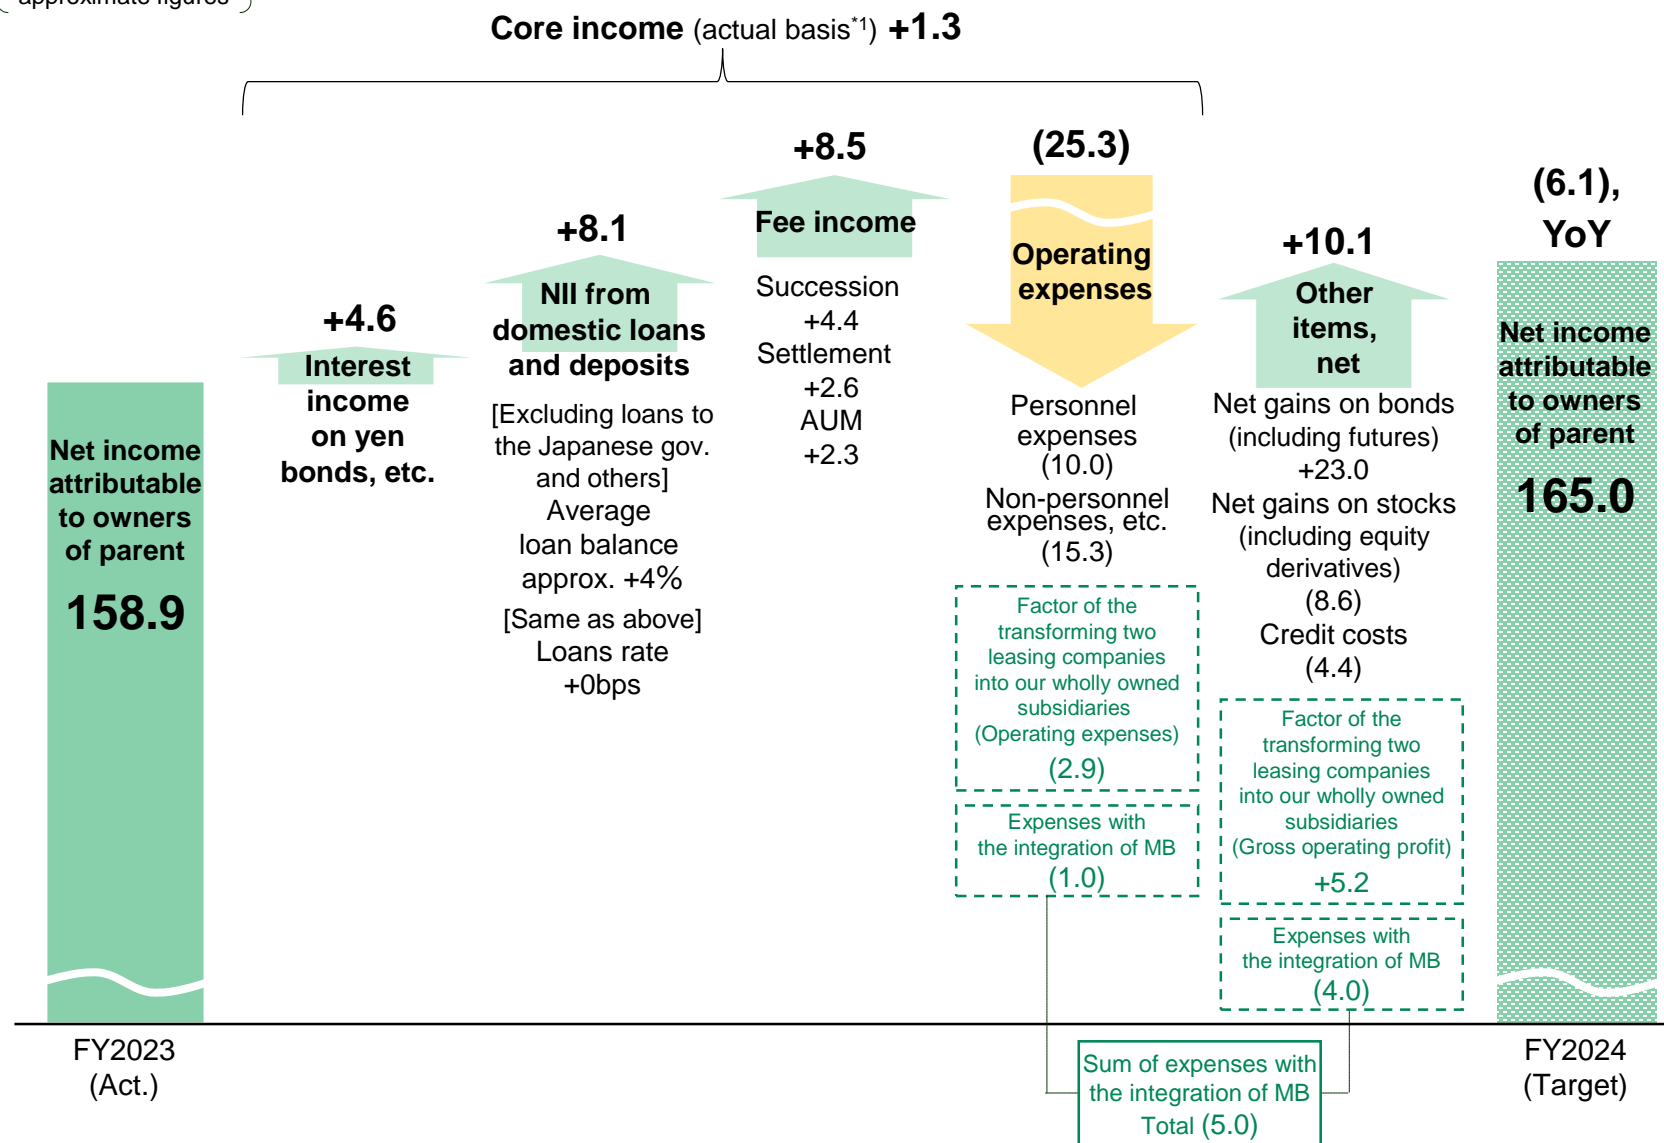 approximate figures
Core income (actual basis*1) +1.3
Net income
attributable
to owners
of parent
158.9
FY2023
(Act.)
+4.6
Interest
income
on yen
bonds, etc.
+8.1
NII from
domestic loans
and deposits
[Excluding loans to
the Japanese gov.
and others]
Average
loan balance
approx. +4%
[Same as above]
Loans rate
+0bps
+8.5
Fee income
Succession
+4.4
Settlement
+2.6
AUM
+2.3
(25.3)
Operating
expenses
Personnel
expenses
(10.0)
Non-personnel
expenses, etc.
(15.3)
Factor of the
transforming two
leasing companies
into our wholly owned
subsidiaries
(Operating expenses)
(2.9)
Expenses with
the integration of MB
(1.0)
+10.1
Other
items,
net
Net gains on bonds
(including futures)
+23.0
Net gains on stocks
(including equity
derivatives)
(8.6)
Credit costs
(4.4)
Factor of the
transforming two
leasing companies
into our wholly owned
subsidiaries
(Gross operating profit)
+5.2
Expenses with
the integration of MB
(4.0)
Sum of expenses with
the integration of MB
Total (5.0)
(6.1),
YoY
Net income
attributable
to owners
of parent
165.0
FY2024
(Target)